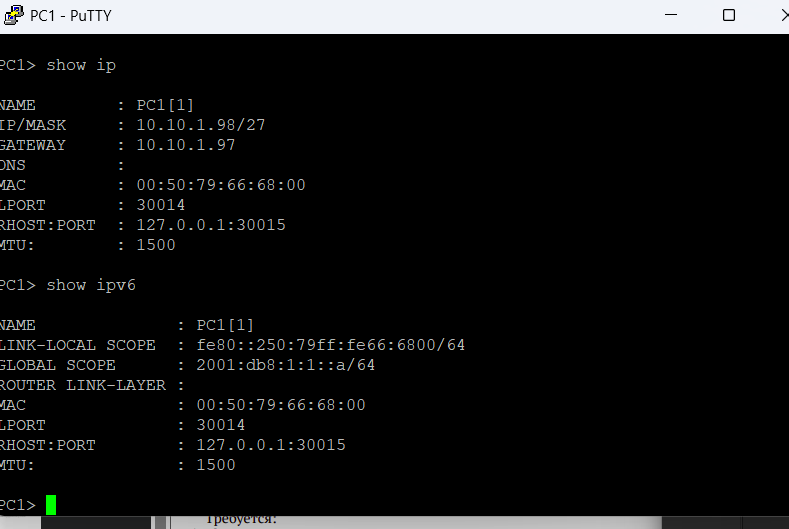 PC1 - PuTTY
PC1> show ip
NAME        : PC1[1]
IP/MASK     : 10.10.1.98/27
GATEWAY     : 10.10.1.97
DNS         :
MAC         : 00:50:79:66:68:00
LPORT       : 30014
RHOST:PORT  : 127.0.0.1:30015
MTU:        : 1500
PC1> show ipv6
NAME              : PC1[1]
LINK-LOCAL SCOPE  : fe80::250:79ff:fe66:6800/64
GLOBAL SCOPE      : 2001:db8:1:1::a/64
ROUTER LINK-LAYER :
MAC               : 00:50:79:66:68:00
LPORT             : 30014
RHOST:PORT        : 127.0.0.1:30015
MTU:              : 1500
PC1>
Требуется: